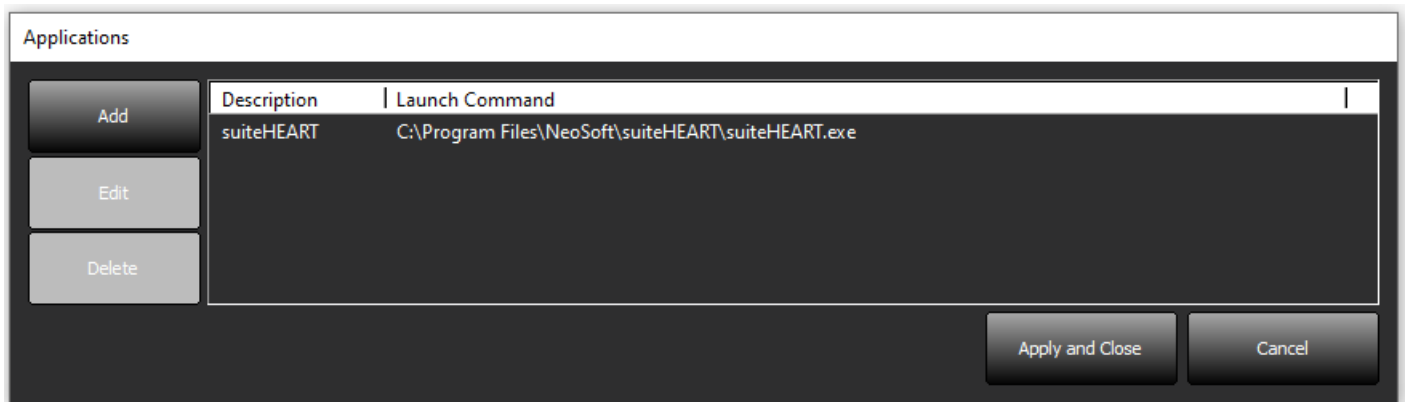 Applications
Add
Edit
Delete
Description Launch Command
suiteHEART C:\Program Files\NeoSoft\suiteHEART\suiteHEART.exe
Apply and Close Cancel